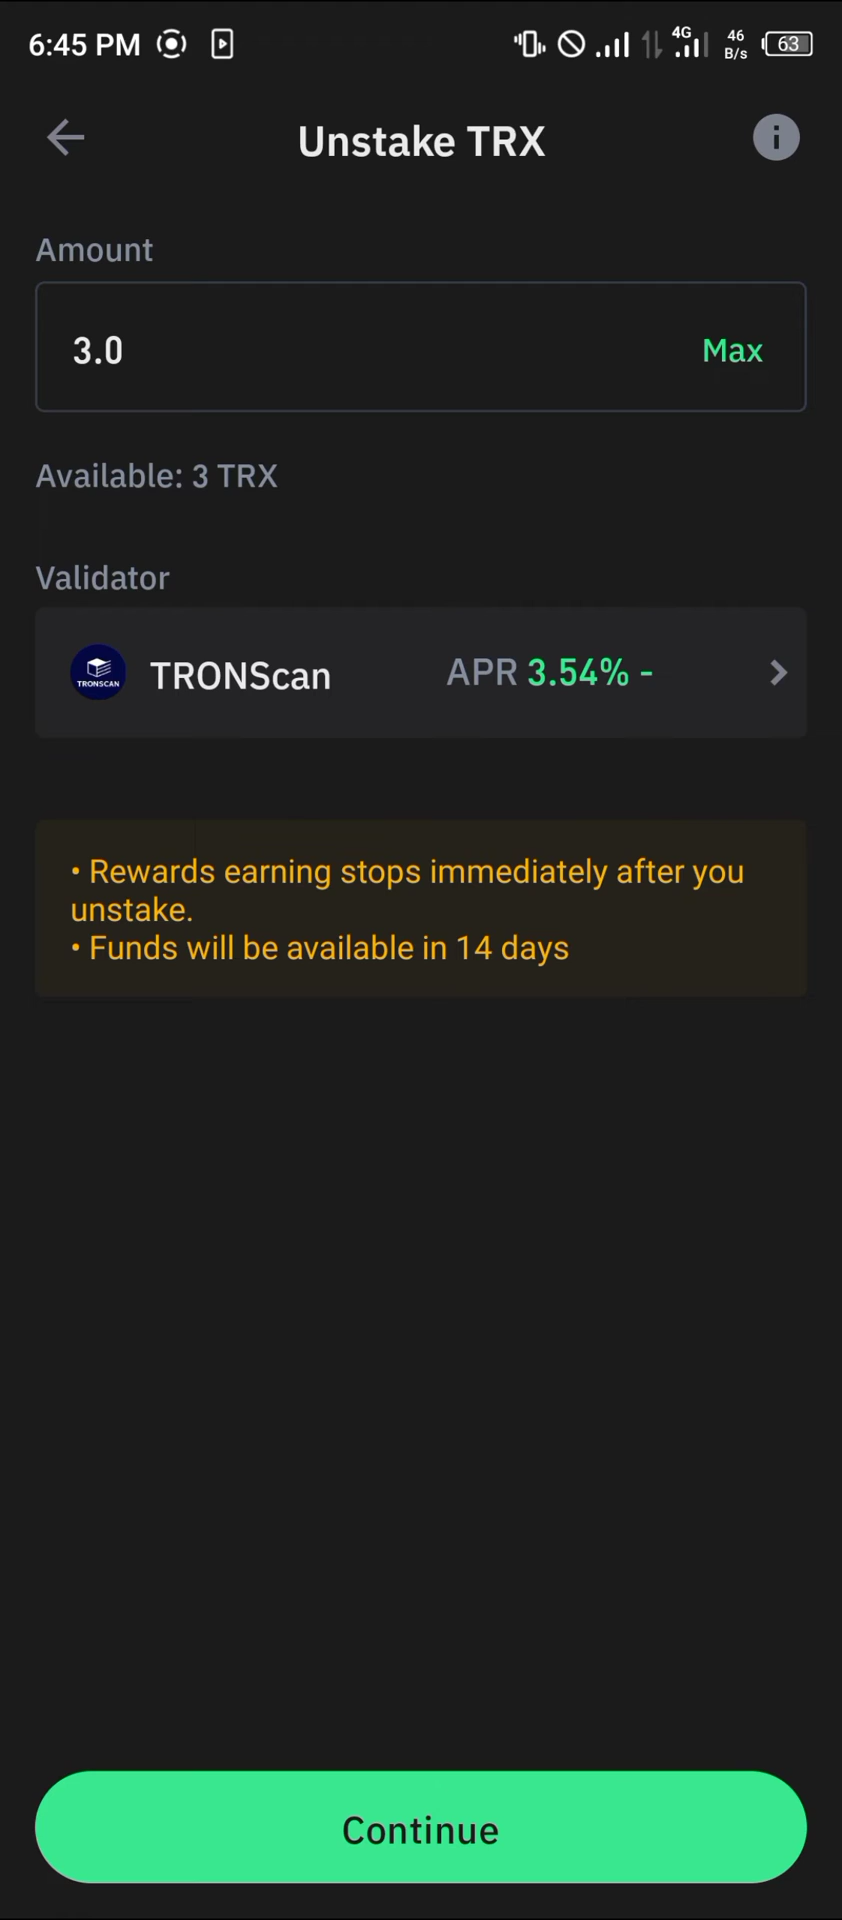 6:45 PM 4G 46 B/s 63
Unstake TRX
Amount
3.0 Max
Available: 3 TRX
Validator
TRONSCAN TRONScan APR 3.54% -
• Rewards earning stops immediately after you
unstake.
• Funds will be available in 14 days
Continue